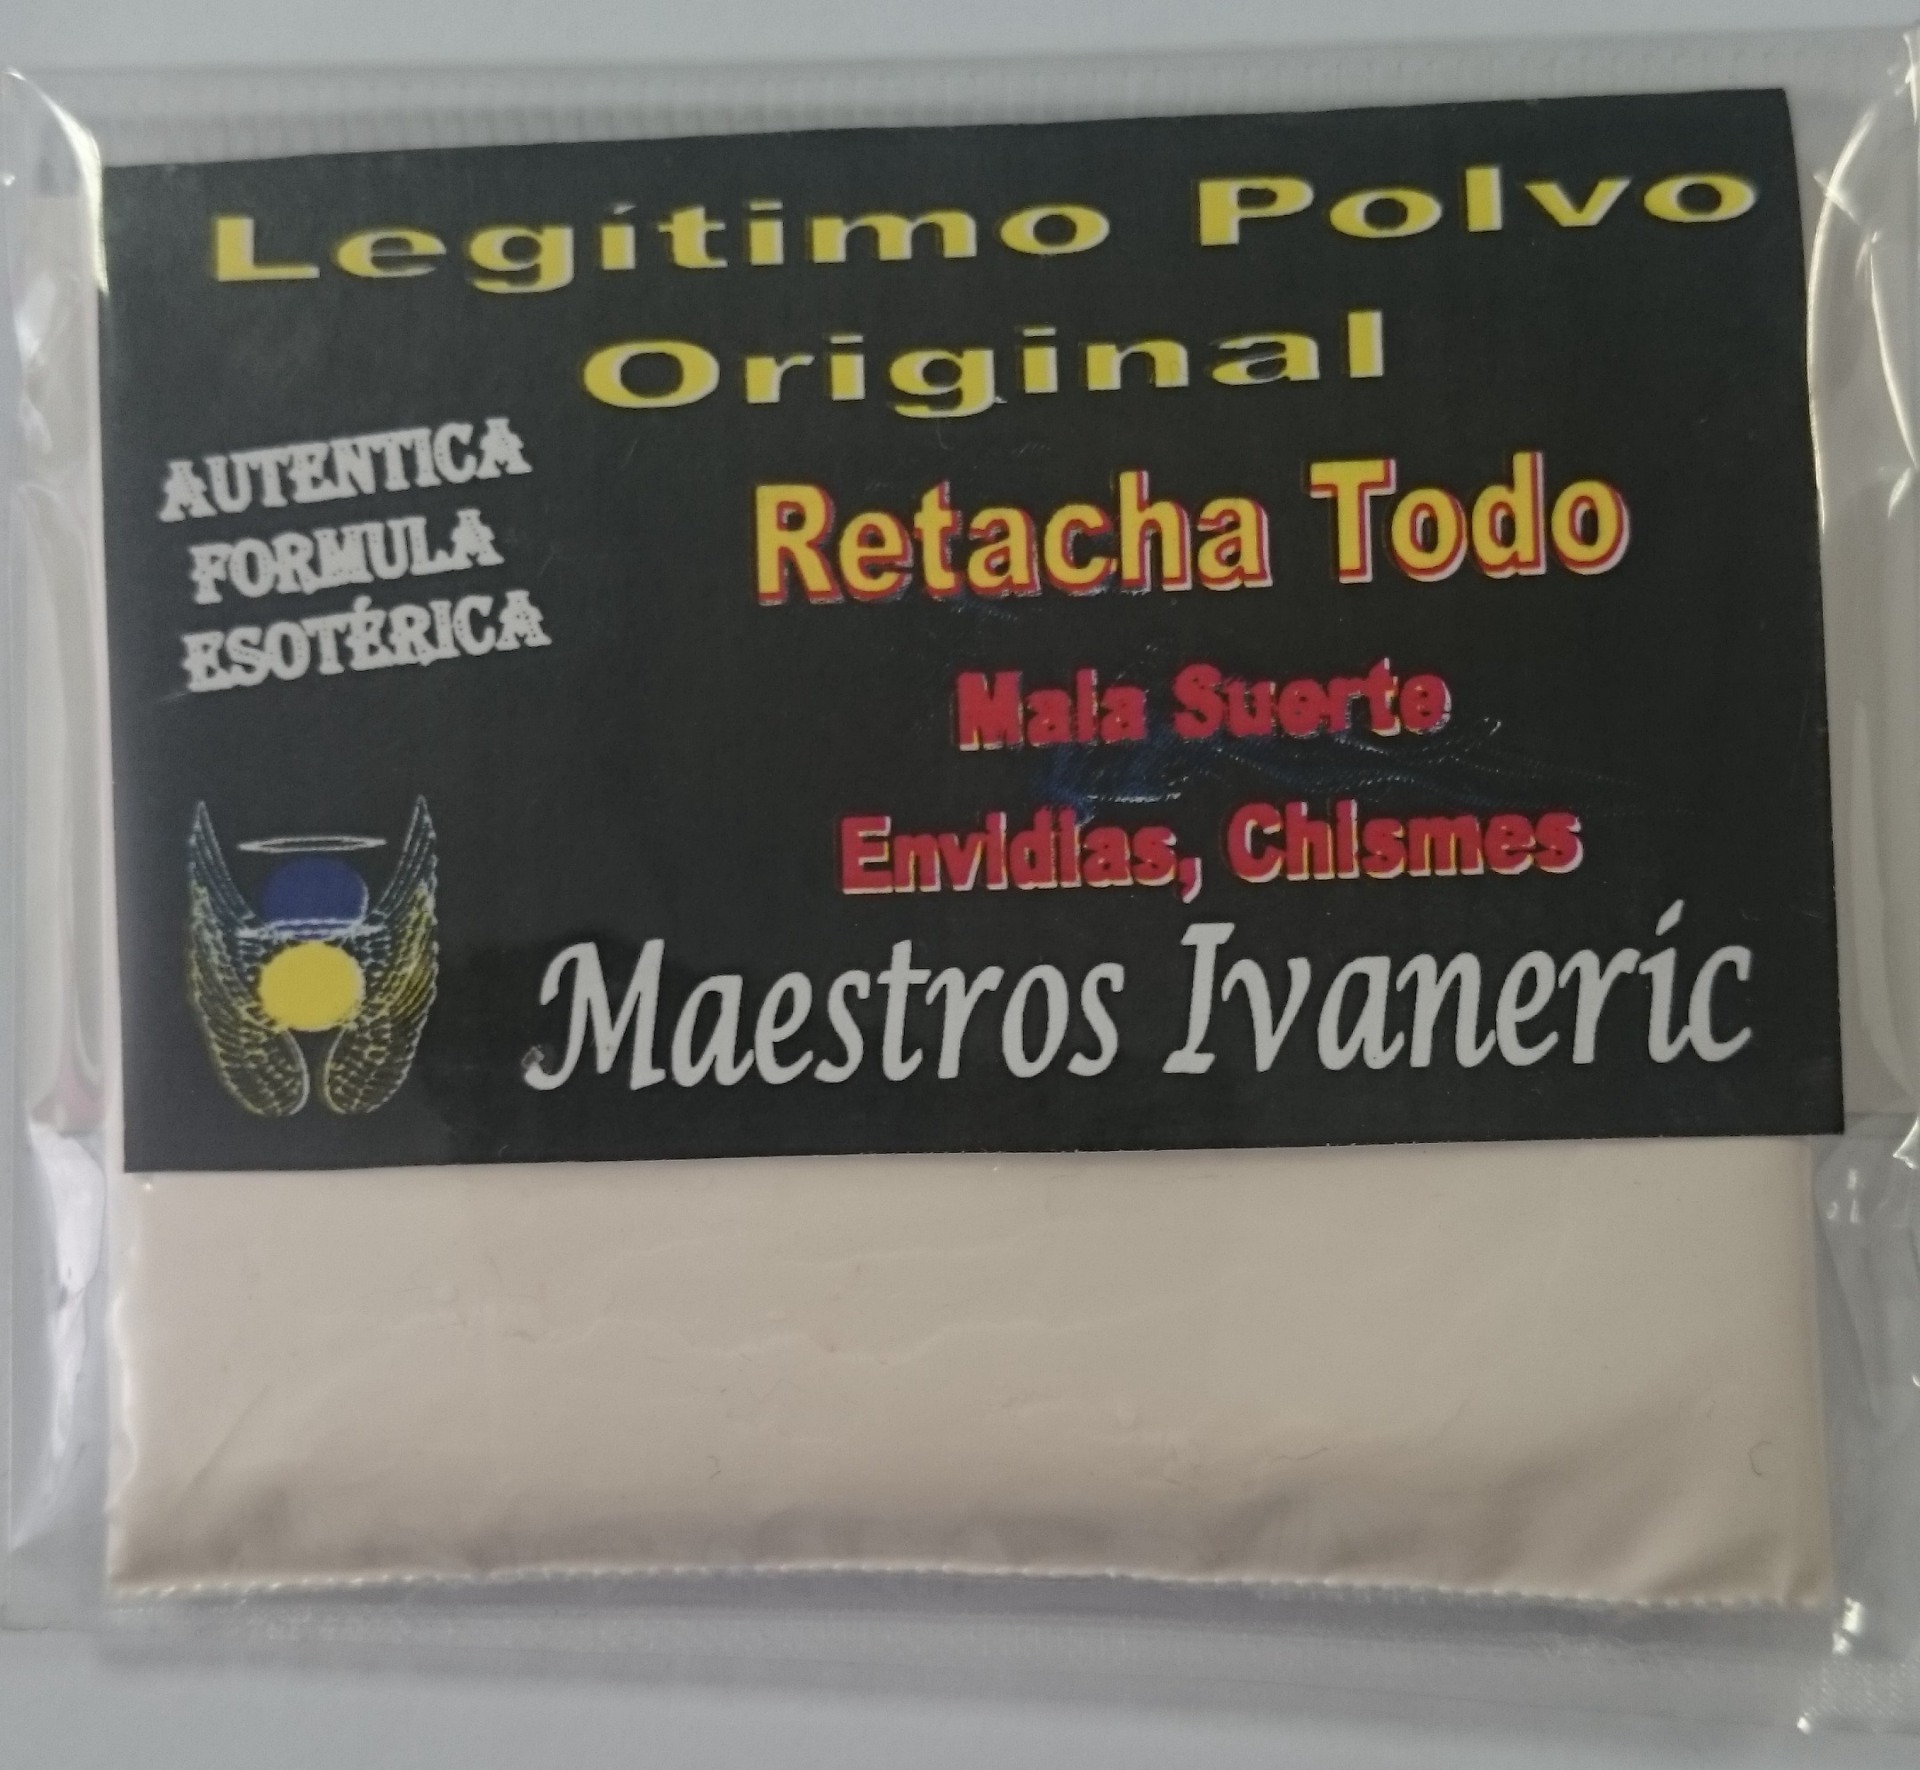 Legítimo Polvo
Original
AUTENTICA
FORMULA
ESOTÉRICA
Retacha Todo
Mala Suerte
Envidias, Chismes
Maestros Ivaneric